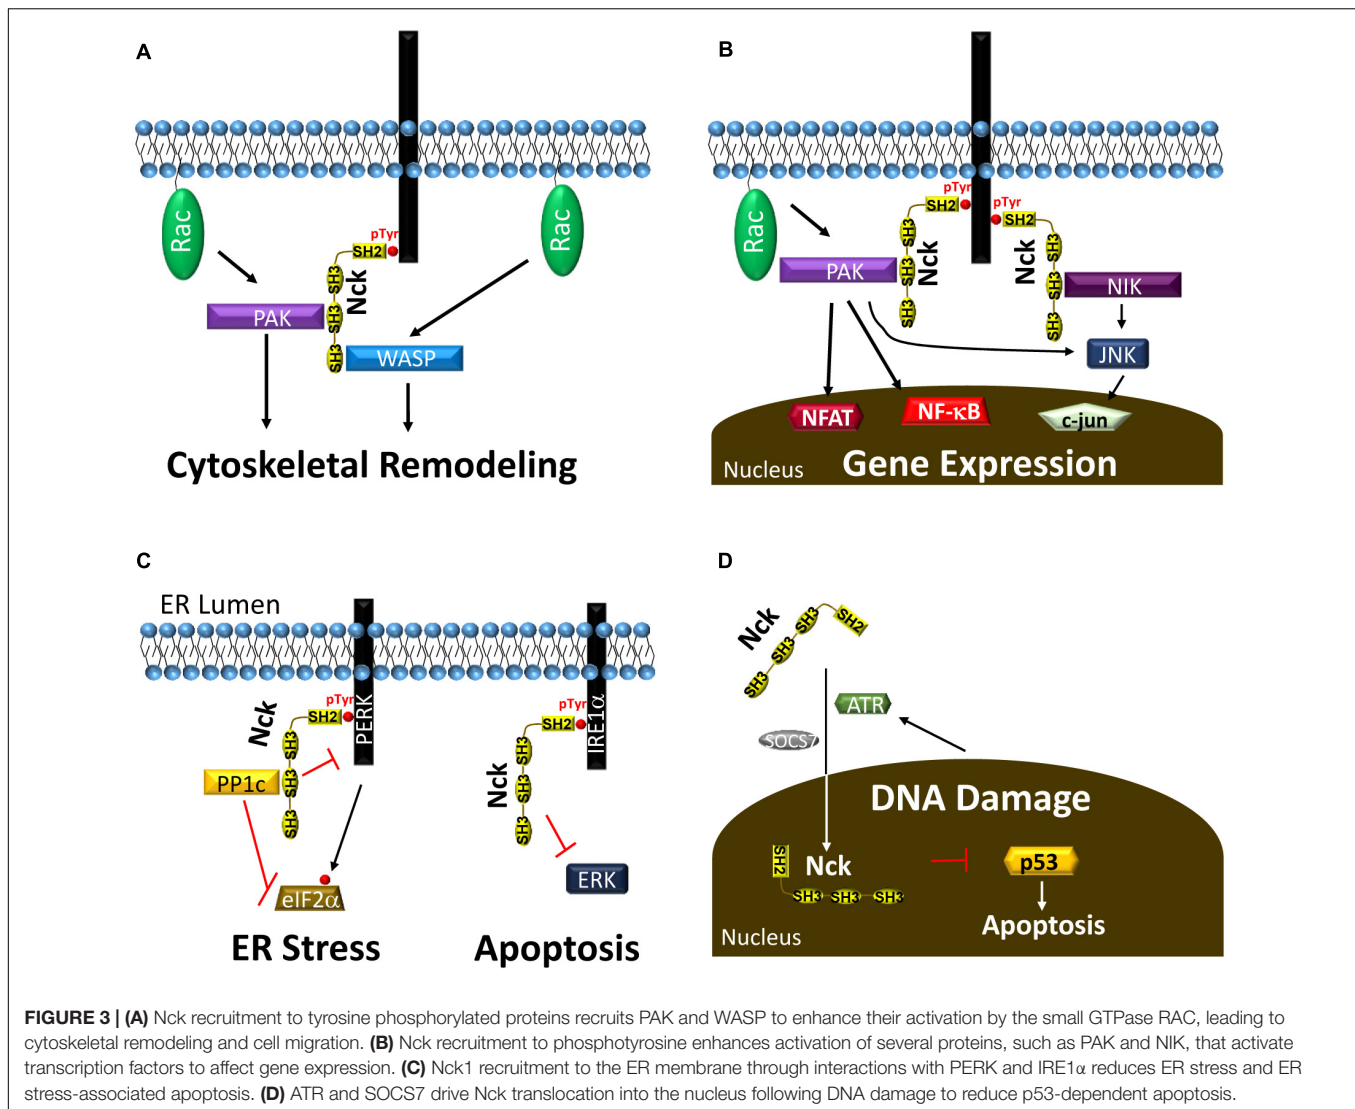 A
Rac
pTyr
SH2
SH3
SH3
SH3
Nck
PAK
WASP
Rac
Cytoskeletal Remodeling
B
Rac
pTyr
SH2
SH3
SH3
SH3
Nck
PAK
pTyr
SH2
SH3
SH3
SH3
Nck
NIK
JNK
NFAT
NF-κB
c-jun
Nucleus
Gene Expression
C
ER Lumen
Nck
pTyr
SH2
SH3
SH3
SH3
PERK
PP1c
eIF2α
ER Stress
pTyr
SH2
SH3
SH3
SH3
Nck
IRE1α
ERK
Apoptosis
D
Nck
SH2
SH3
SH3
SH3
ATR
SOCS7
DNA Damage
SH2
Nck
SH3
SH3
SH3
p53
Apoptosis
Nucleus
FIGURE 3 | (A) Nck recruitment to tyrosine phosphorylated proteins recruits PAK and WASP to enhance their activation by the small GTPase RAC, leading to
cytoskeletal remodeling and cell migration. (B) Nck recruitment to phosphotyrosine enhances activation of several proteins, such as PAK and NIK, that activate
transcription factors to affect gene expression. (C) Nck1 recruitment to the ER membrane through interactions with PERK and IRE1α reduces ER stress and ER
stress-associated apoptosis. (D) ATR and SOCS7 drive Nck translocation into the nucleus following DNA damage to reduce p53-dependent apoptosis.